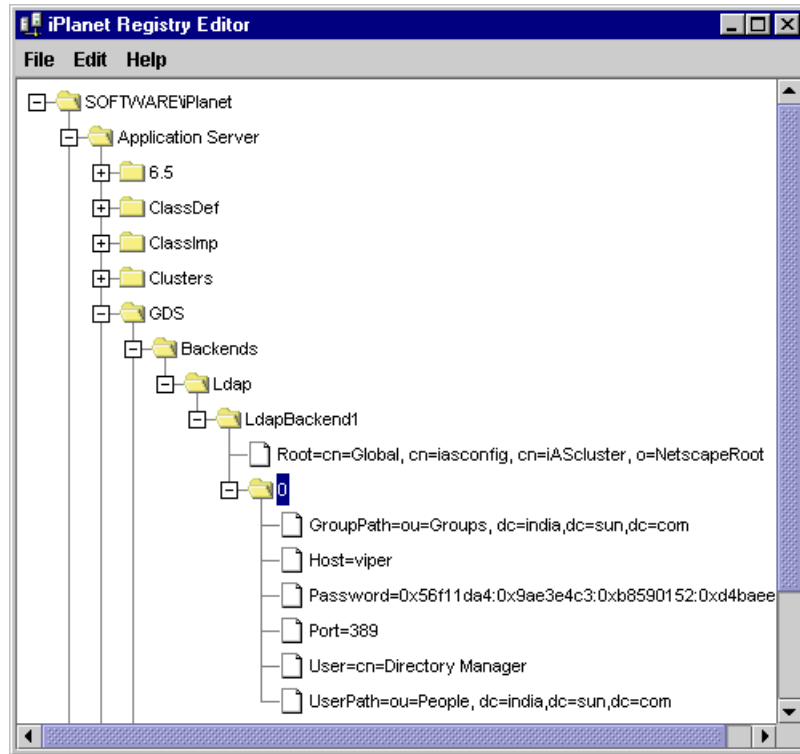 iPlanet Registry Editor
File Edit Help
SOFTWARE\iPlanet
Application Server
6.5
ClassDef
ClassImp
Clusters
GDS
Backends
Ldap
LdapBackend1
Root=cn=Global, cn=iasconfig, cn=iAScluster, o=NetscapeRoot
0
GroupPath=ou=Groups, dc=india,dc=sun,dc=com
Host=viper
Password=0x56f11da4:0x9ae3e4c3:0xb8590152:0xd4baee
Port=389
User=cn=Directory Manager
UserPath=ou=People, dc=india,dc=sun,dc=com